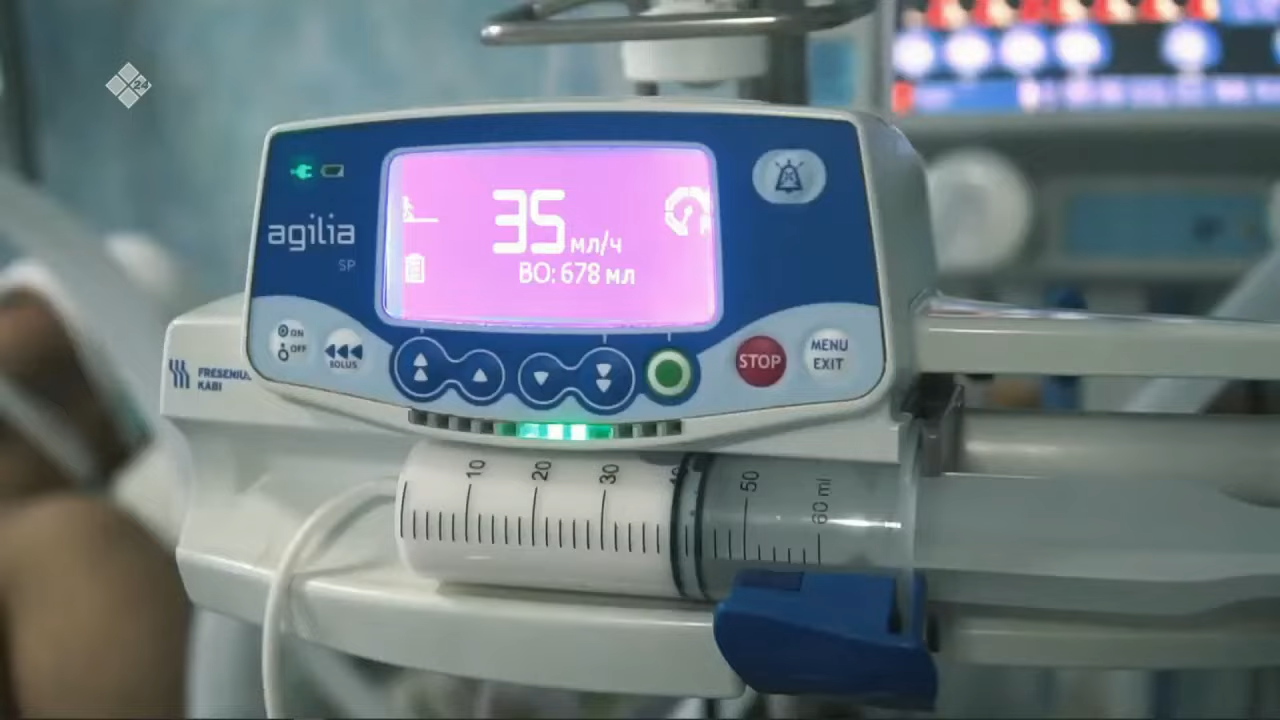 24
agilia
SP
35 мл/ч
ВО: 678 мл
ON
OFF
BOLUS
STOP
MENU
EXIT
FRESENIUS
KABI
10 20 30 50 60 ml